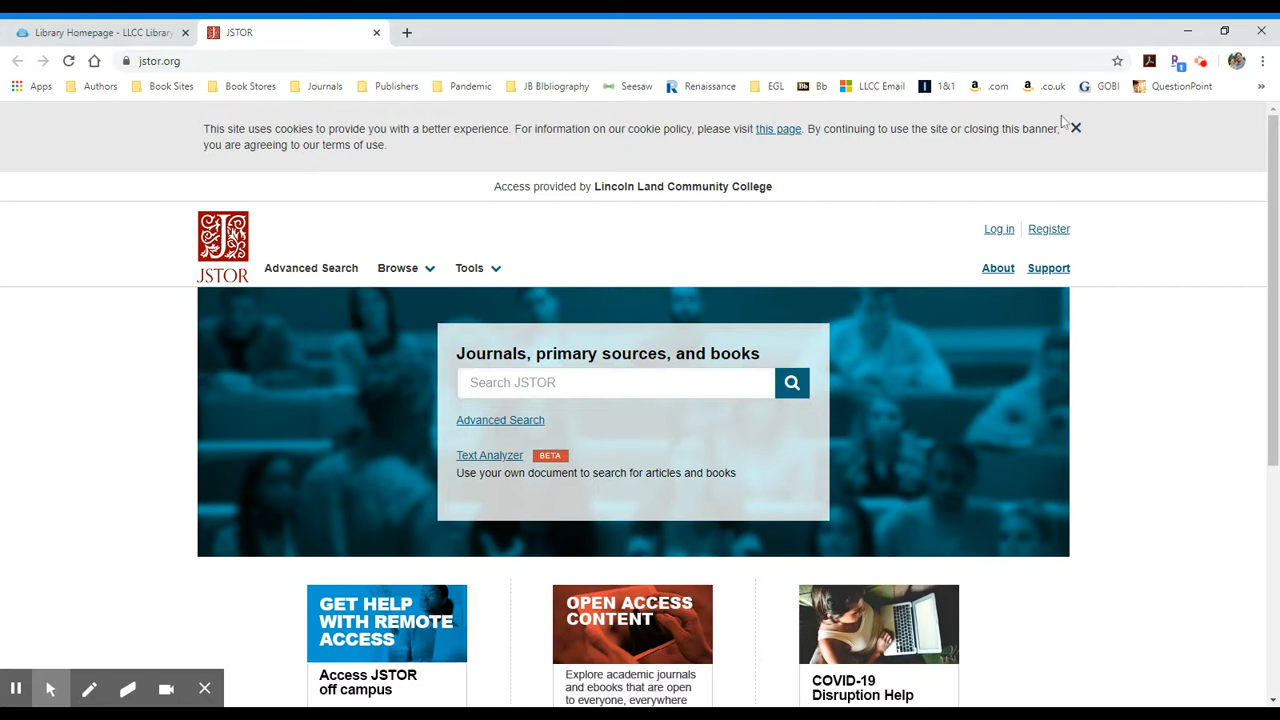 Library Homepage - LLCC Library
JSTOR
jstor.org
Apps Authors Book Sites Book Stores Journals Publishers Pandemic JB BIbliography Seesaw Renaissance EGL Bb Bb LLCC Email 1&1 .com .co.uk GOBI QuestionPoint »
This site uses cookies to provide you with a better experience. For information on our cookie policy, please visit this page. By continuing to use the site or closing this banner,
you are agreeing to our terms of use.
Access provided by Lincoln Land Community College
Log in Register
JSTOR
Advanced Search Browse Tools About Support
Journals, primary sources, and books
Search JSTOR
Advanced Search
Text Analyzer BETA
Use your own document to search for articles and books
GET HELP
WITH REMOTE
ACCESS
Access JSTOR
off campus
OPEN ACCESS
CONTENT
Explore academic journals
and ebooks that are open
to everyone, everywhere
COVID-19
Disruption Help